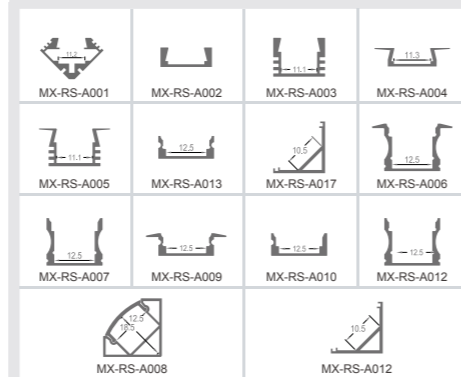 11.2
MX-RS-A001
MX-RS-A002
11.1
MX-RS-A003
11.3
MX-RS-A004
11.1
MX-RS-A005
12.5
MX-RS-A013
10.5
MX-RS-A017
12.5
MX-RS-A006
12.5
MX-RS-A007
12.5
MX-RS-A009
12.5
MX-RS-A010
12.5
MX-RS-A012
12.5
18.5
MX-RS-A008
10.5
MX-RS-A012